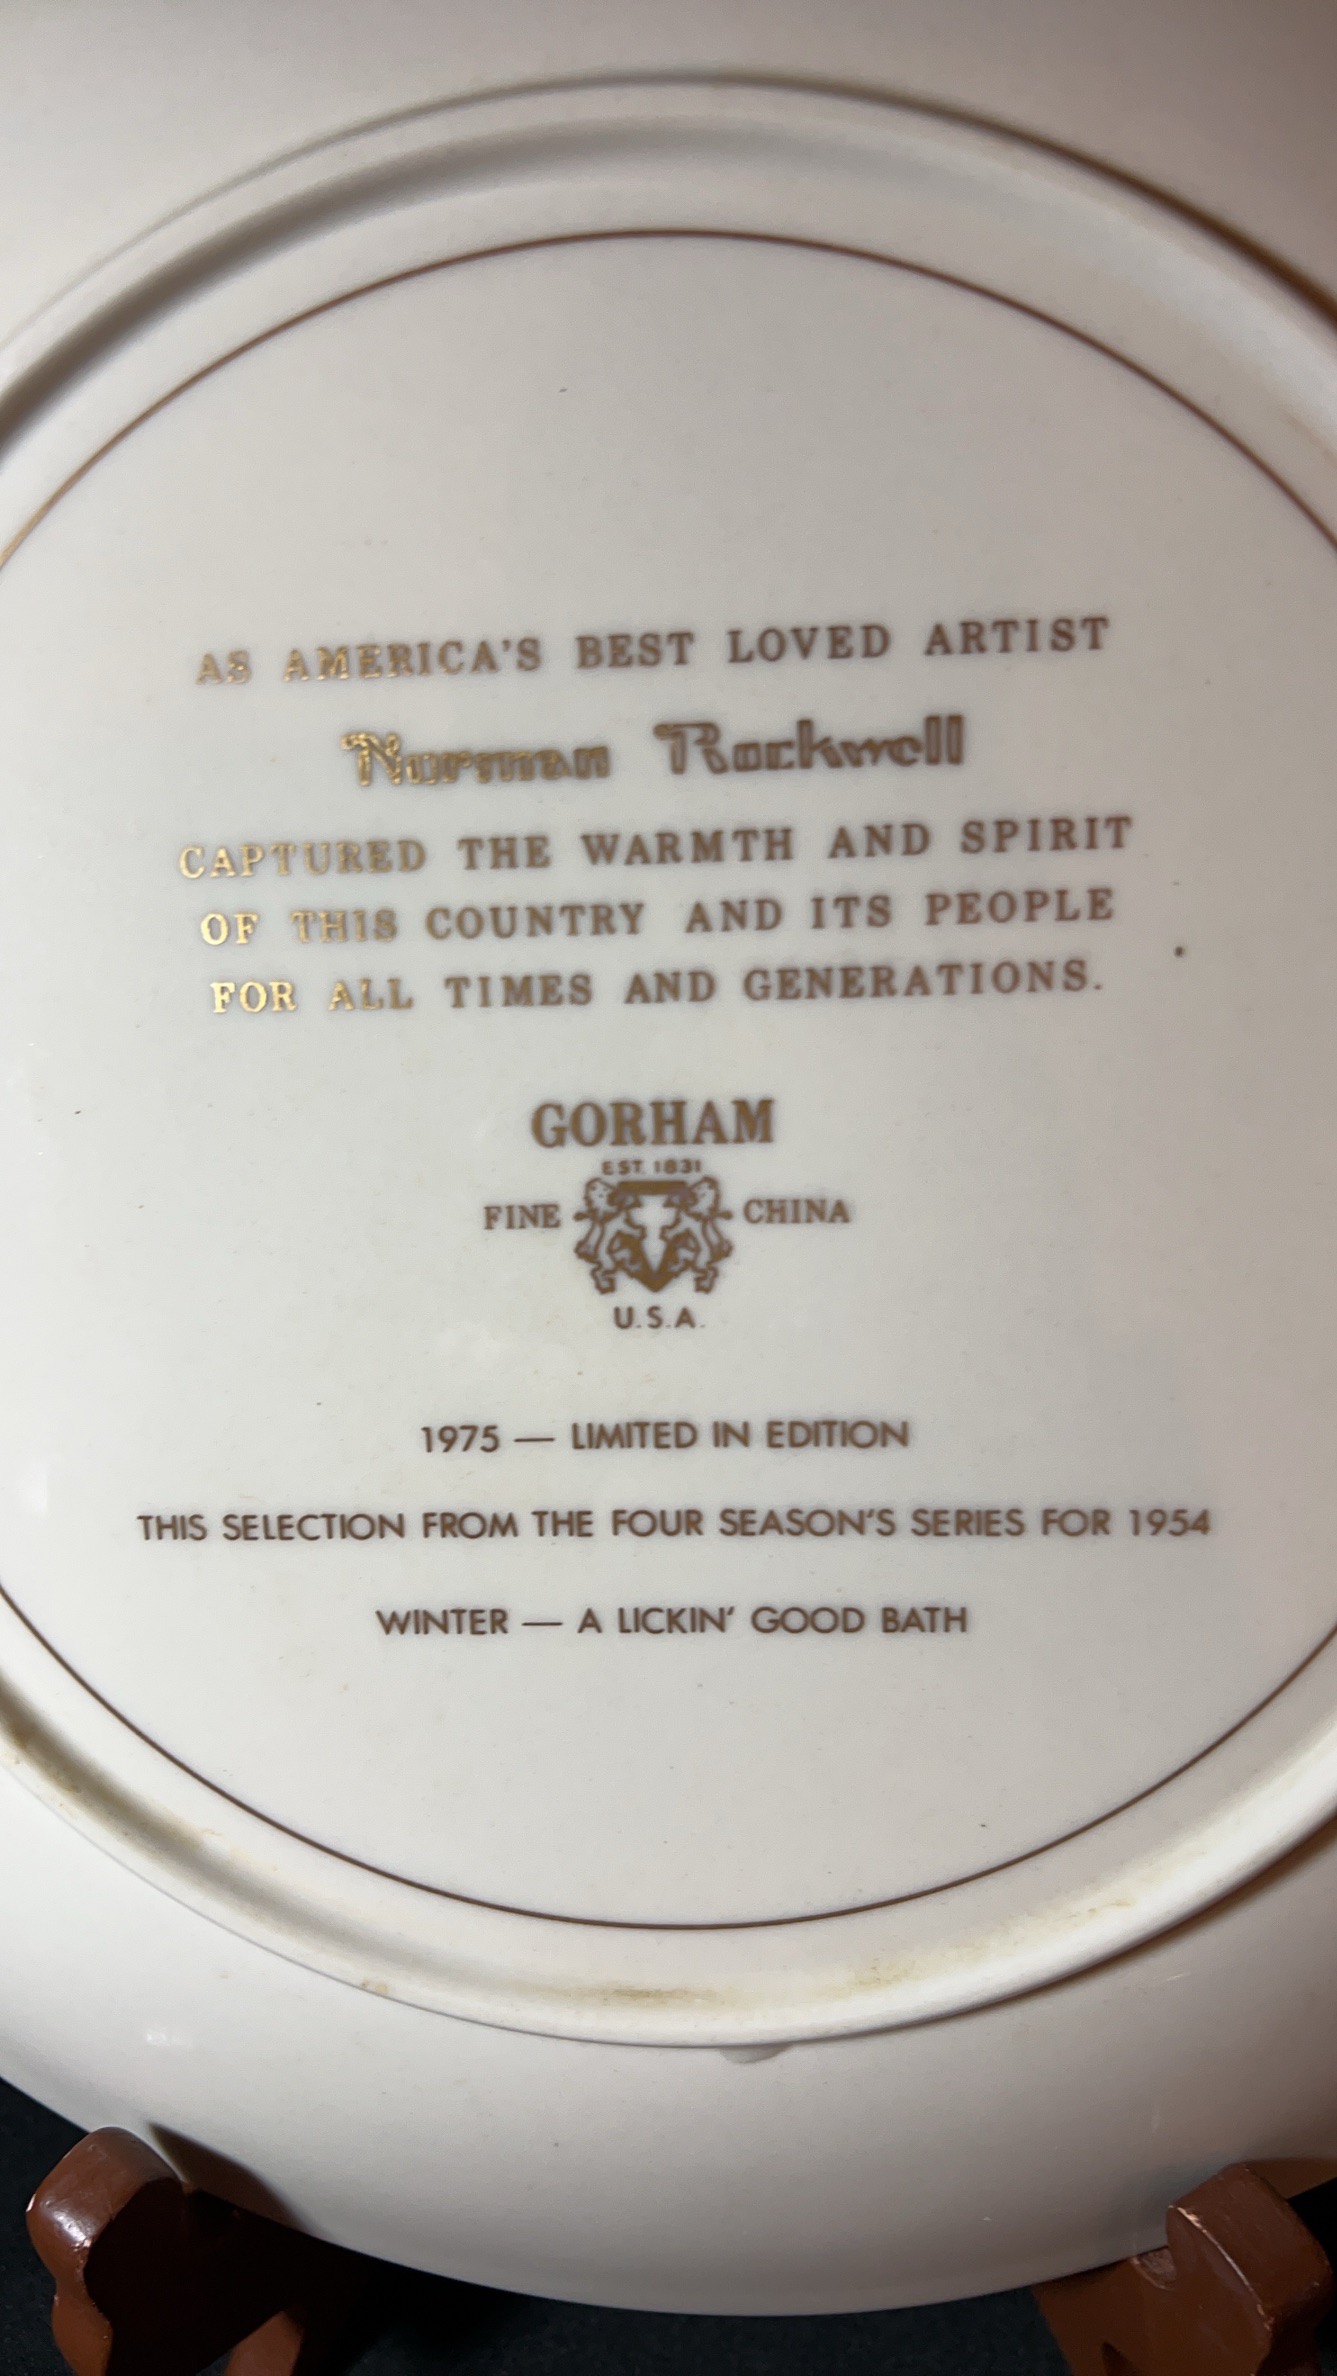 AS AMERICA'S BEST LOVED ARTIST
Norman Rockwell
CAPTURED THE WARMTH AND SPIRIT
OF THIS COUNTRY AND ITS PEOPLE
FOR ALL TIMES AND GENERATIONS.
GORHAM
EST. 1831
FINE CHINA
U.S.A.
1975 — LIMITED IN EDITION
THIS SELECTION FROM THE FOUR SEASON'S SERIES FOR 1954
WINTER — A LICKIN' GOOD BATH